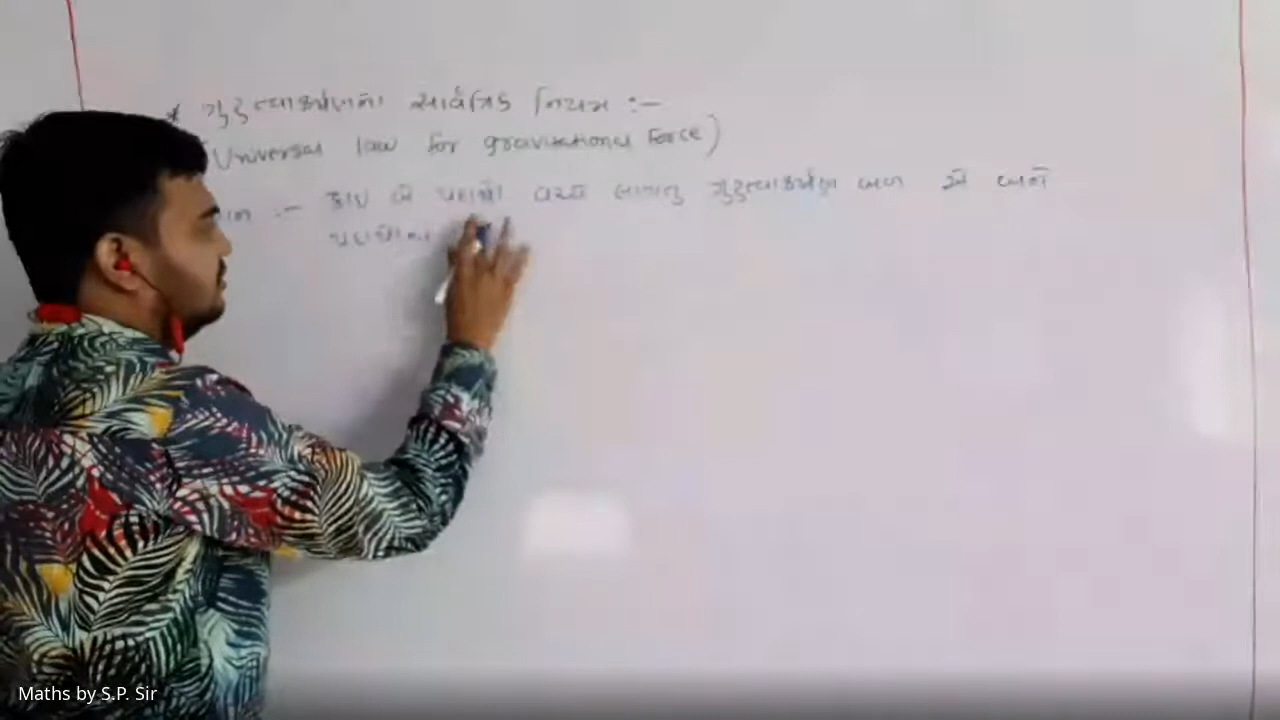 * ગુરુત્વાકર્ષણનો સાર્વત્રિક નિયમ :-
(Universal law for gravitational Force)
:- કોઇ બે પદાર્થો વચ્ચે લાગતુ ગુરુત્વાકર્ષણ બળ એ બંને
પદાર્થોના
Maths by S.P. Sir